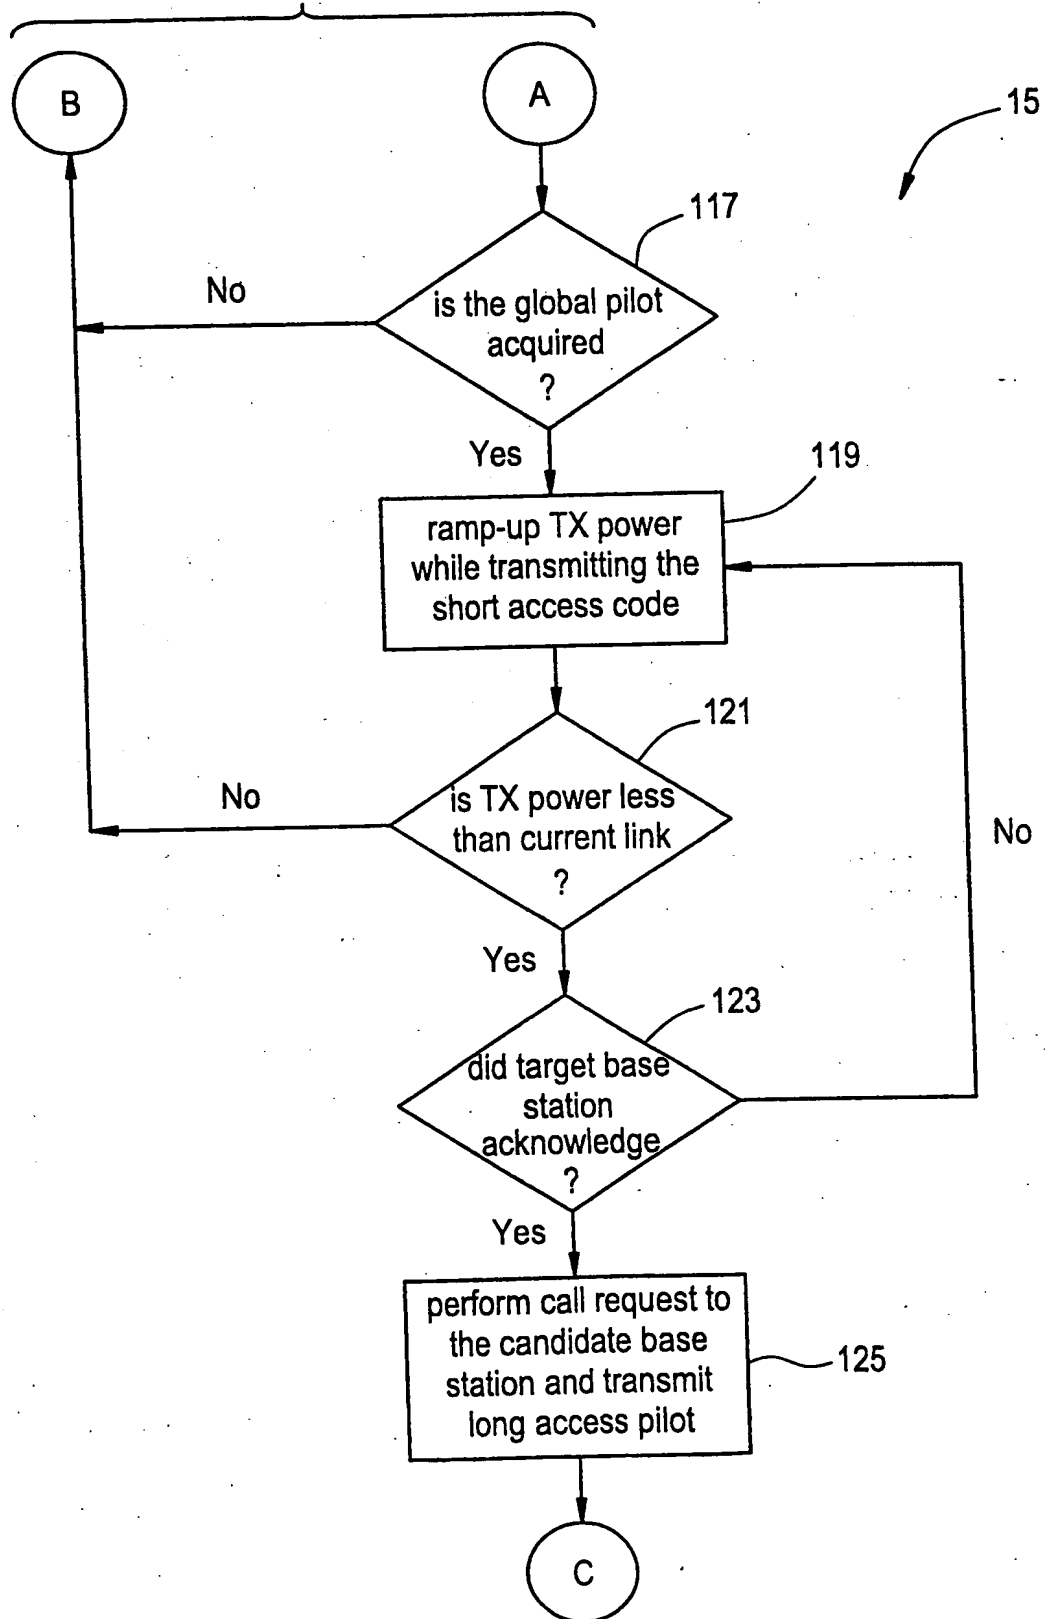 B
A
15
117
No
is the global pilot
acquired
?
Yes
119
ramp-up TX power
while transmitting the
short access code
121
No
is TX power less
than current link
?
No
Yes
123
did target base
station
acknowledge
?
Yes
perform call request to
the candidate base
station and transmit
long access pilot
125
C